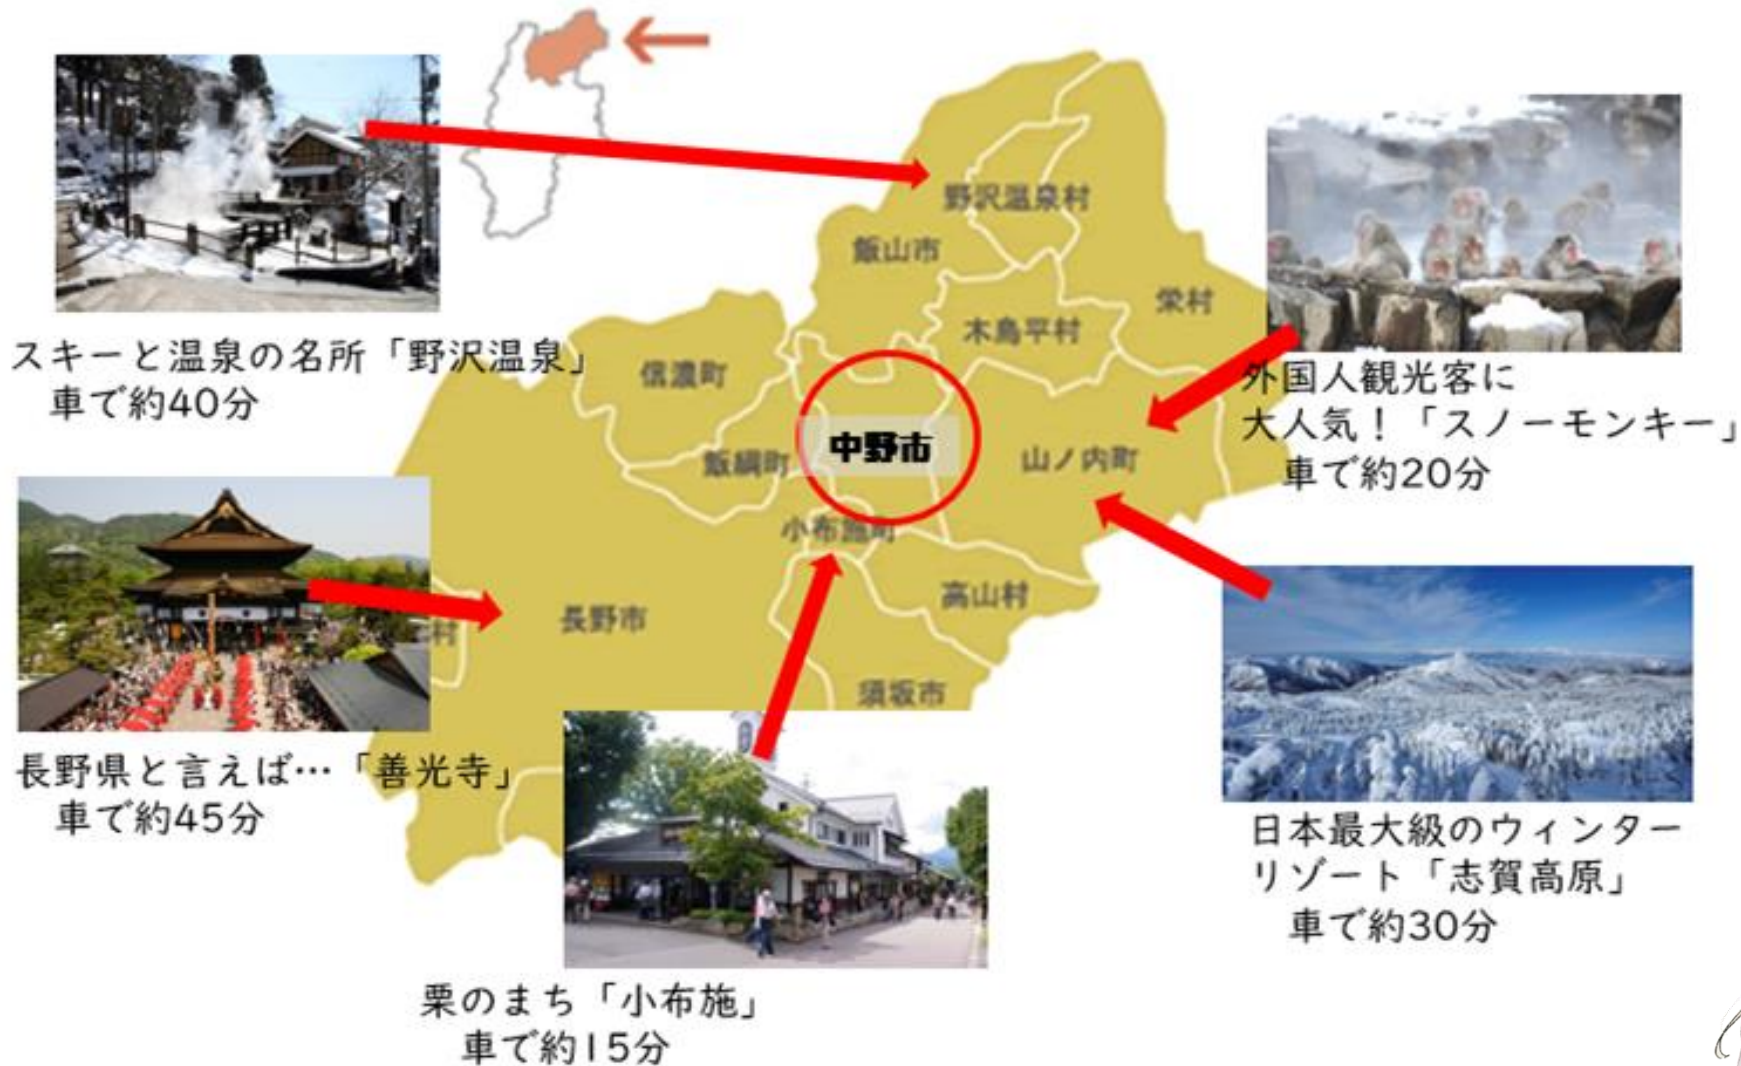 野沢温泉村
飯山市
栄村
木島平村
信濃町
飯綱町
中野市
山ノ内町
小布施町
高山村
長野市
村
須坂市
スキーと温泉の名所「野沢温泉」
車で約40分
外国人観光客に
大人気！「スノーモンキー」
車で約20分
長野県と言えば…「善光寺」
車で約45分
日本最大級のウィンター
リゾート「志賀高原」
車で約30分
栗のまち「小布施」
車で約15分